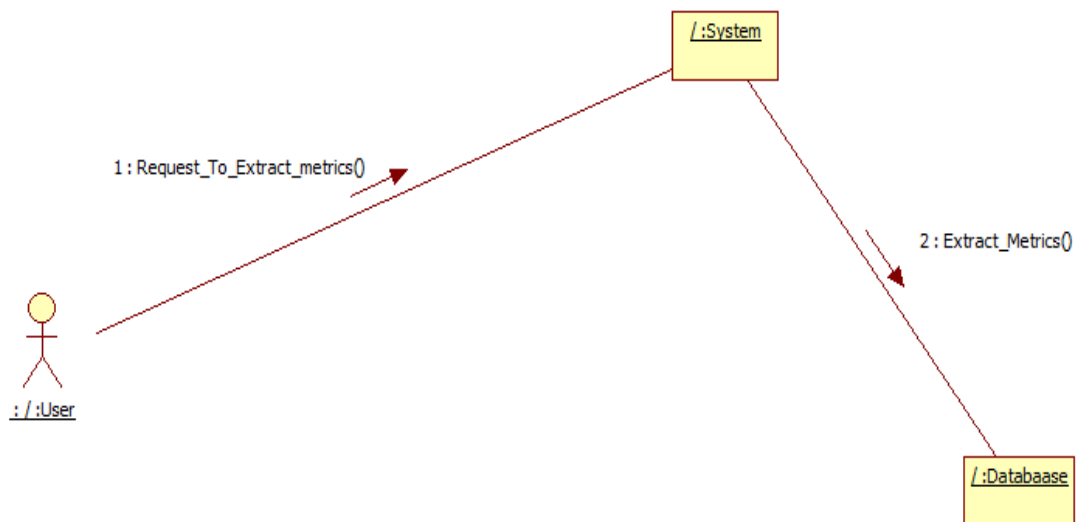 / :System
1 : Request_To_Extract_metrics()
2 : Extract_Metrics()
: / :User
/ :Databaase